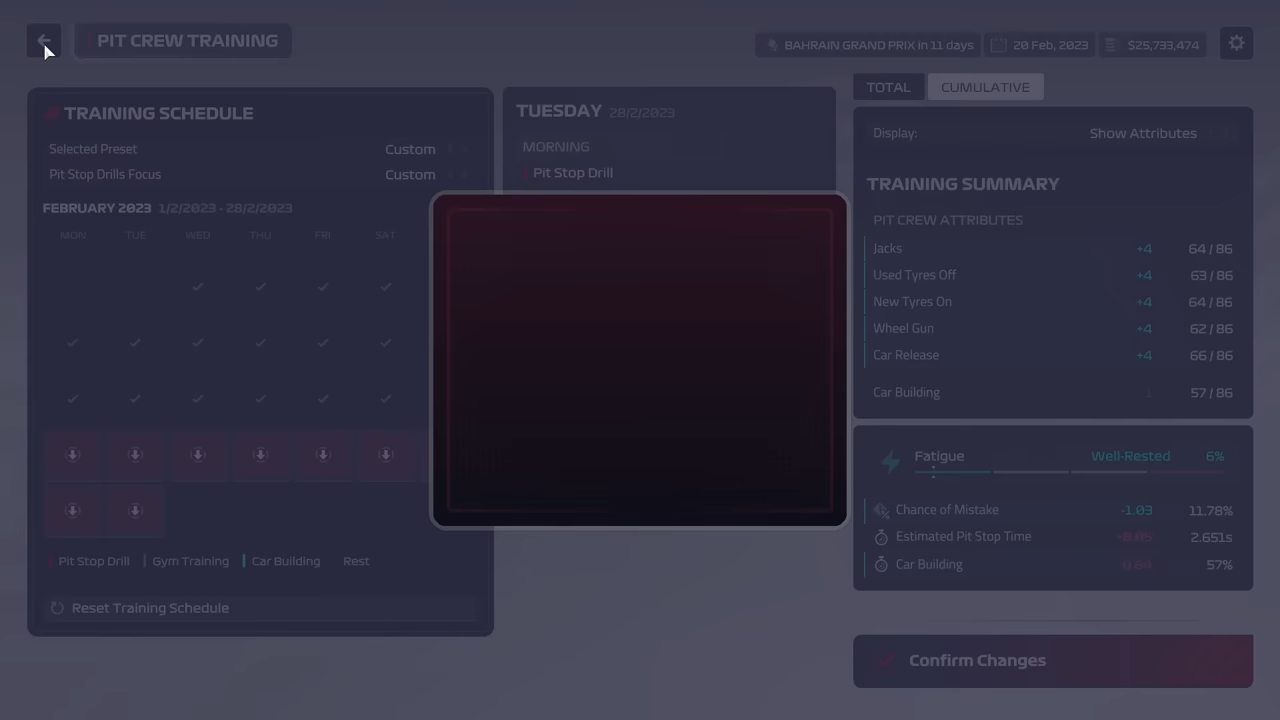 PIT CREW TRAINING
BAHRAIN GRAND PRIX in 11 days
20 Feb, 2023
$25,733,474
TRAINING SCHEDULE
Selected Preset Custom
Pit Stop Drills Focus Custom
FEBRUARY 2023 1/2/2023 - 28/2/2023
MON TUE WED THU FRI SAT
Pit Stop Drill Gym Training Car Building Rest
Reset Training Schedule
TUESDAY 28/2/2023
MORNING
Pit Stop Drill
TOTAL CUMULATIVE
Display: Show Attributes
TRAINING SUMMARY
PIT CREW ATTRIBUTES
Jacks +4 64 / 86
Used Tyres Off +4 63 / 86
New Tyres On +4 64 / 86
Wheel Gun +4 62 / 86
Car Release +4 66 / 86
Car Building 57 / 86
Fatigue Well-Rested 6%
Chance of Mistake -1.03 11.78%
Estimated Pit Stop Time 2.651s
Car Building 57%
Confirm Changes